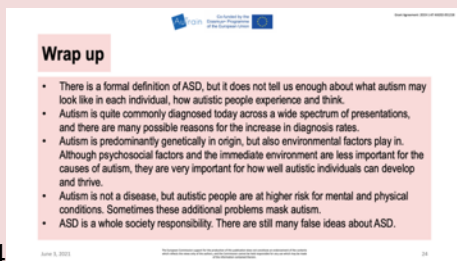 Co-funded by the
Erasmus+ Programme
of the European Union
Wrap up
• There is a formal definition of ASD, but it does not tell us enough about what autism may
look like in each individual, how autistic people experience and think.
• Autism is quite commonly diagnosed today across a wide spectrum of presentations,
and there are many possible reasons for the increase in diagnosis rates.
• Autism is predominantly genetically in origin, but also environmental factors play in.
Although psychosocial factors and the immediate environment are less important for the
causes of autism, they are very important for how well autistic individuals can develop
and thrive.
• Autism is not a disease, but autistic people are at higher risk for mental and physical
conditions. Sometimes these additional problems mask autism.
• ASD is a whole society responsibility. There are still many false ideas about ASD.
June 3, 2021
24